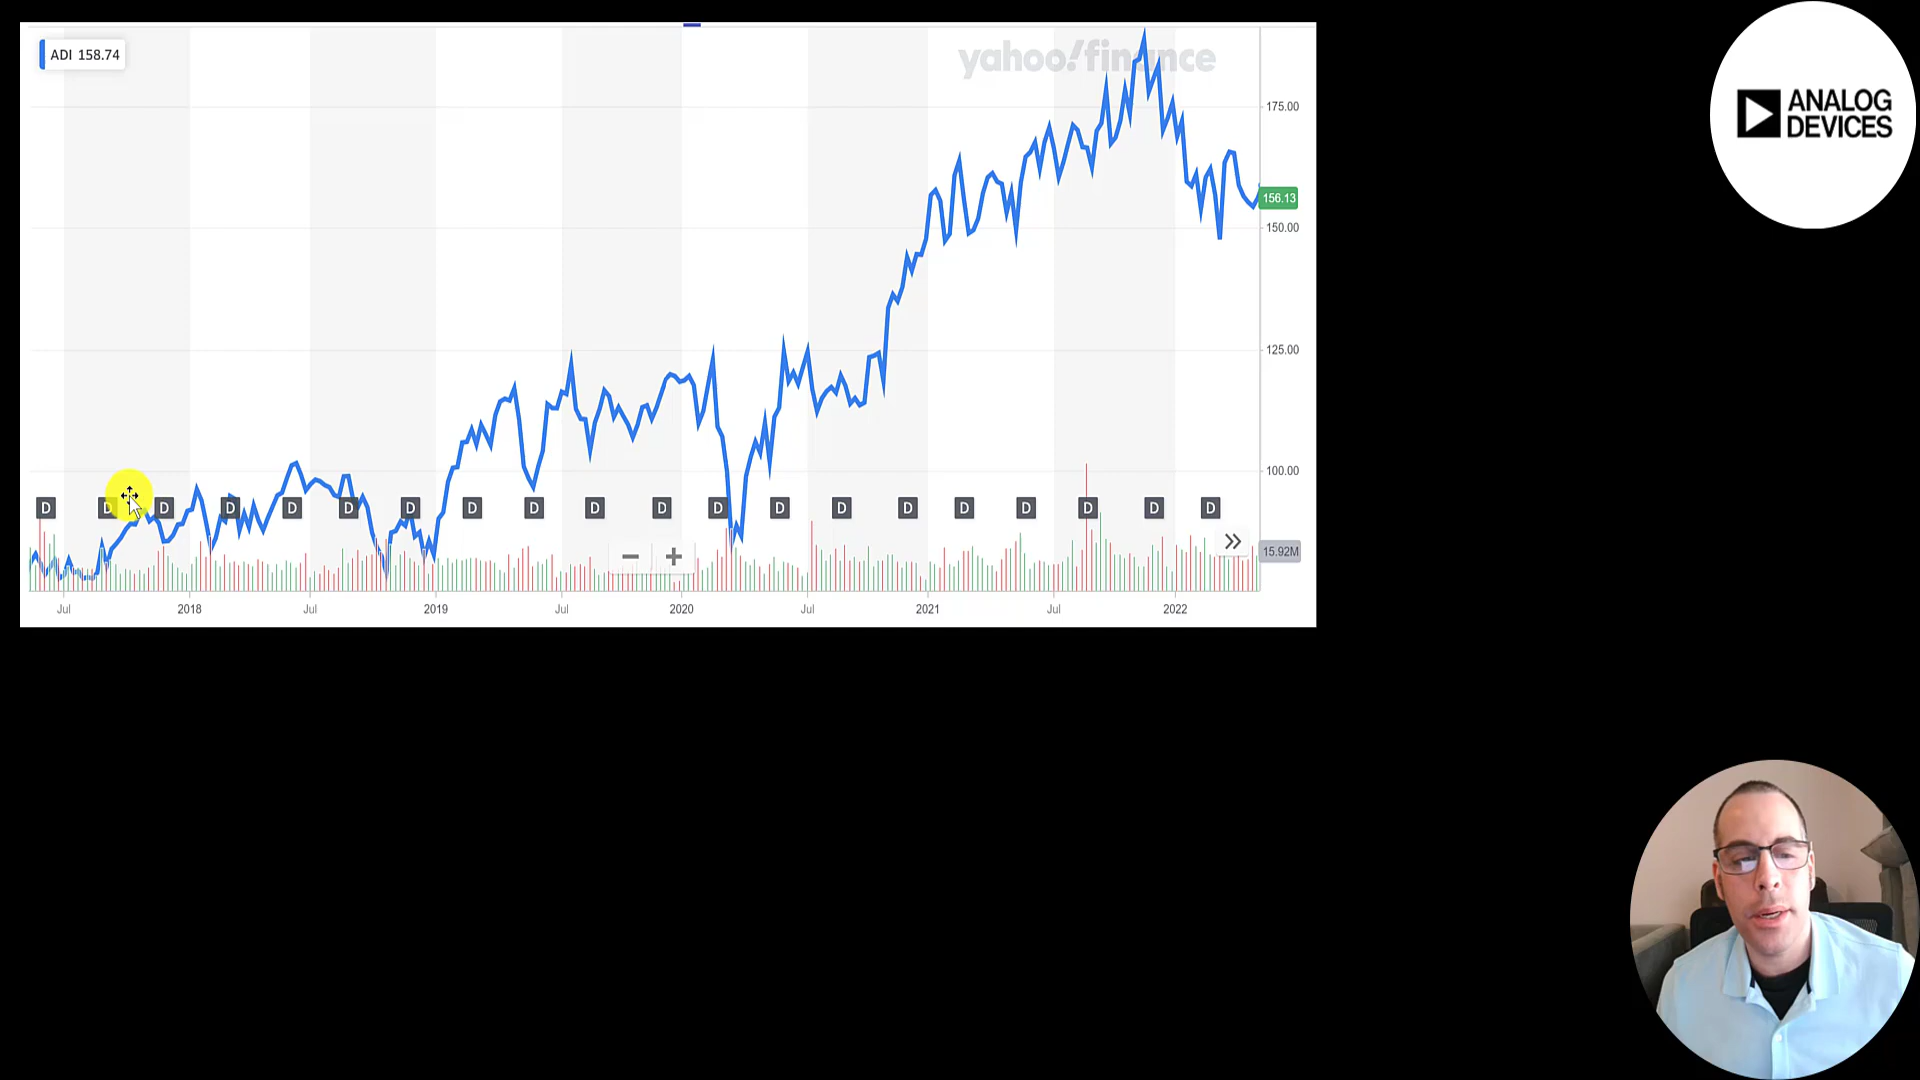 ADI 158.74
yahoo!finance
175.00
156.13
150.00
125.00
100.00
D D D D D D D D D D D D D D D D D D D D
15.92M
Jul 2018 Jul 2019 Jul 2020 Jul 2021 Jul 2022
ANALOG
DEVICES